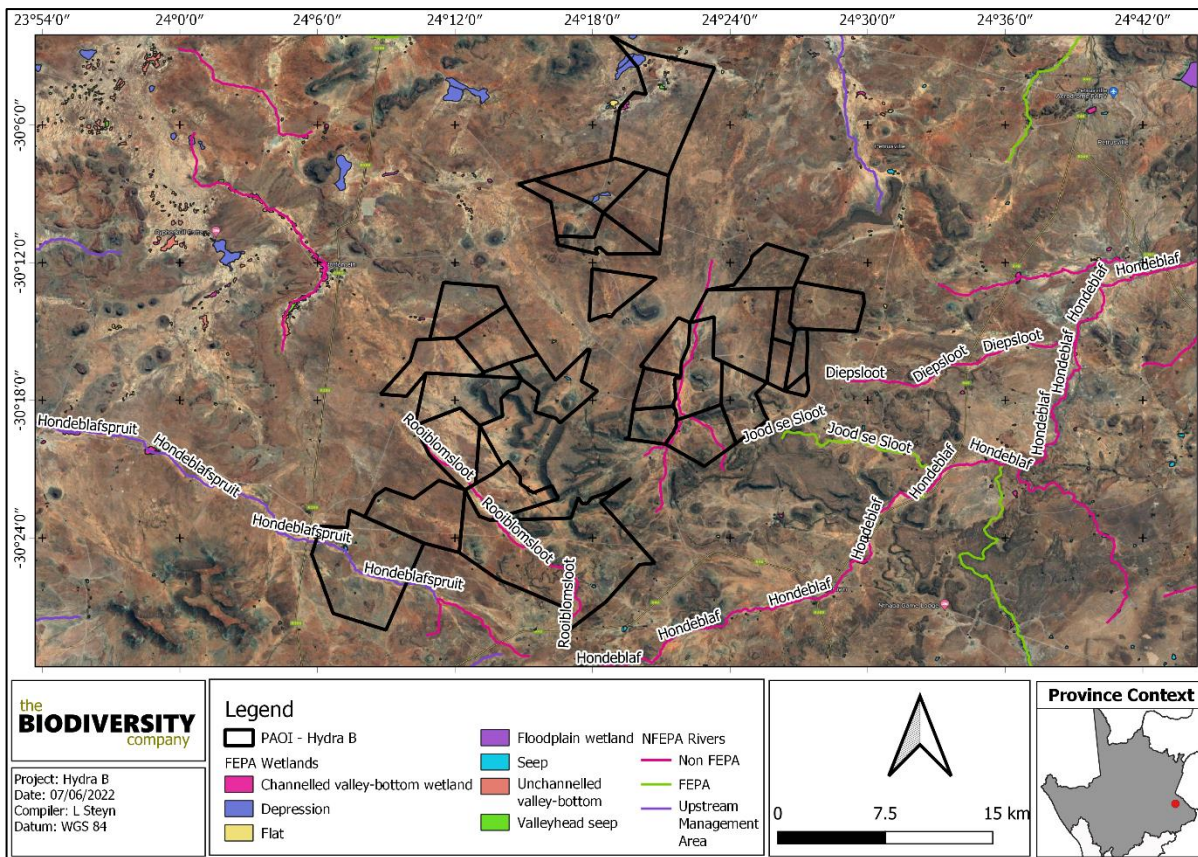 23°54′0″ 24°0′0″ 24°6′0″ 24°12′0″ 24°18′0″ 24°24′0″ 24°30′0″ 24°36′0″ 24°42′0″
-30°6′0″
-30°12′0″
-30°18′0″
-30°24′0″
Petrusville
Petrusville
Hondeblaf
Hondeblaf
Diepsloot
Diepsloot
Diepsloot
Hondeblaf
Hondeblaf
Jood se Sloot
Jood se Sloot
Hondeblaf
Hondeblaf
Hondeblaf
Hondeblaf
Hondeblaf
Hondeblaf
Rooiblomsloot
Rooiblomsloot
Rooiblomsloot
Hondeblafspruit
Hondeblafspruit
Hondeblafspruit
Hondeblafspruit
the
BIODIVERSITY
company
Project: Hydra B
Date: 07/06/2022
Compiler: L Steyn
Datum: WGS 84
Legend
PAOI - Hydra B
FEPA Wetlands
Channelled valley-bottom wetland
Depression
Flat
Floodplain wetland
Seep
Unchannelled
valley-bottom
Valleyhead seep
NFEPA Rivers
Non FEPA
FEPA
Upstream
Management
Area
0 7.5 15 km
Province Context